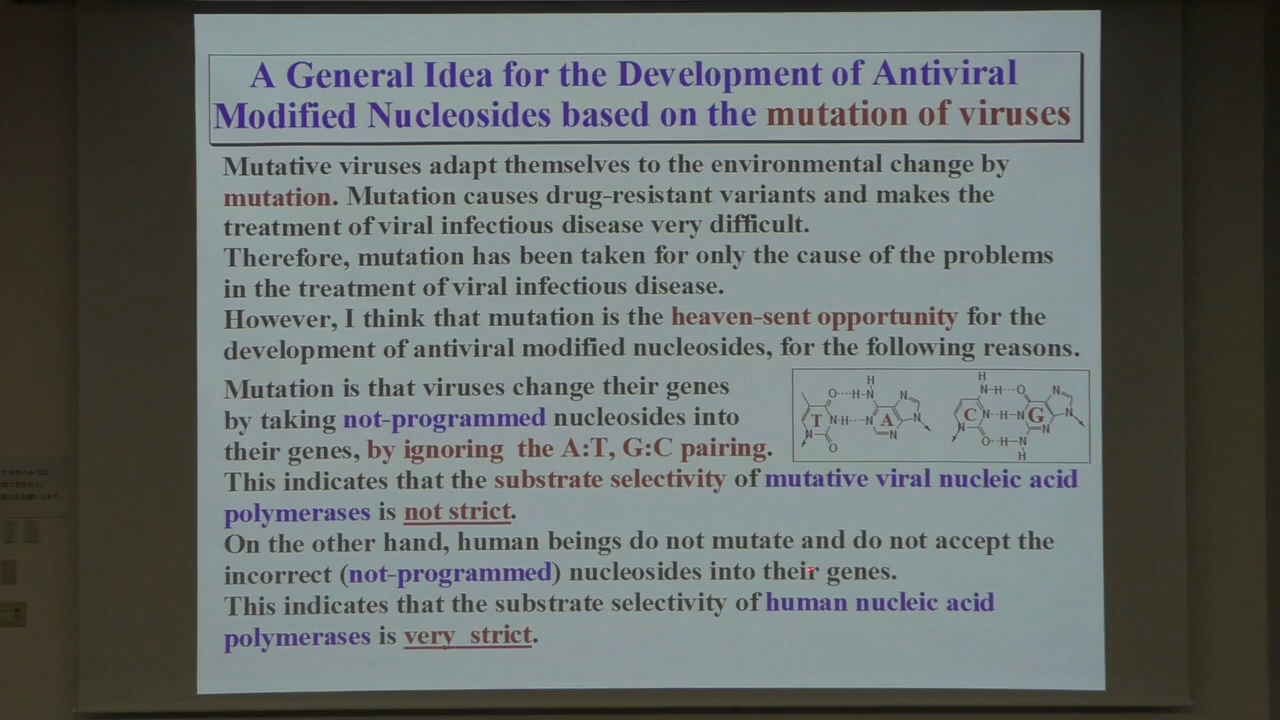 A General Idea for the Development of Antiviral
Modified Nucleosides based on the mutation of viruses
Mutative viruses adapt themselves to the environmental change by
mutation. Mutation causes drug-resistant variants and makes the
treatment of viral infectious disease very difficult.
Therefore, mutation has been taken for only the cause of the problems
in the treatment of viral infectious disease.
However, I think that mutation is the heaven-sent opportunity for the
development of antiviral modified nucleosides, for the following reasons.
Mutation is that viruses change their genes
by taking not-programmed nucleosides into
their genes, by ignoring the A:T, G:C pairing.
T A C G
This indicates that the substrate selectivity of mutative viral nucleic acid
polymerases is not strict.
On the other hand, human beings do not mutate and do not accept the
incorrect (not-programmed) nucleosides into their genes.
This indicates that the substrate selectivity of human nucleic acid
polymerases is very strict.